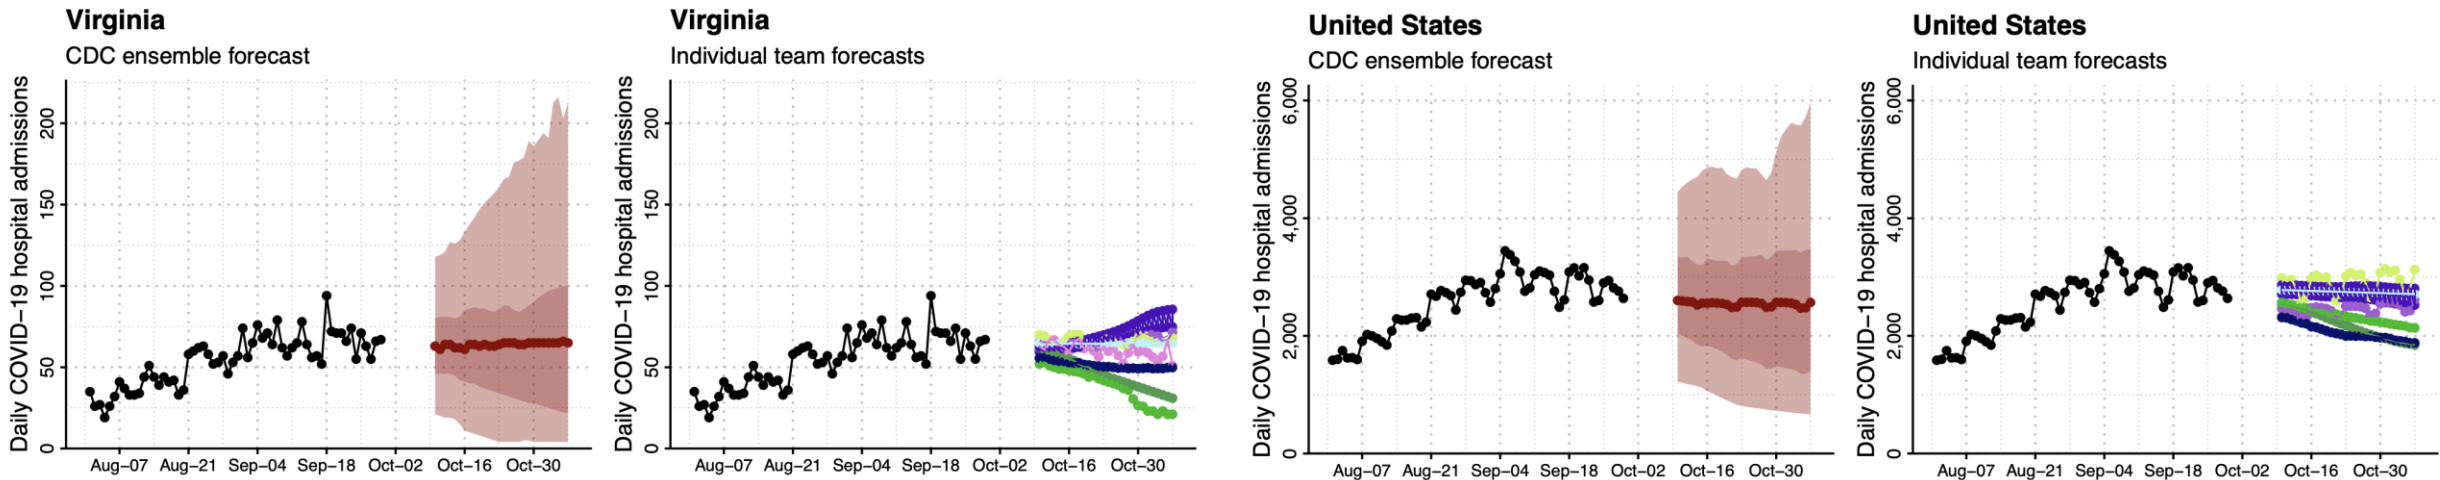 Virginia
CDC ensemble forecast
Daily COVID–19 hospital admissions
200
150
100
50
0
Aug–07 Aug–21 Sep–04 Sep–18 Oct–02 Oct–16 Oct–30
Virginia
Individual team forecasts
Daily COVID–19 hospital admissions
200
150
100
50
0
Aug–07 Aug–21 Sep–04 Sep–18 Oct–02 Oct–16 Oct–30
United States
CDC ensemble forecast
Daily COVID–19 hospital admissions
6,000
4,000
2,000
0
Aug–07 Aug–21 Sep–04 Sep–18 Oct–02 Oct–16 Oct–30
United States
Individual team forecasts
Daily COVID–19 hospital admissions
6,000
4,000
2,000
0
Aug–07 Aug–21 Sep–04 Sep–18 Oct–02 Oct–16 Oct–30